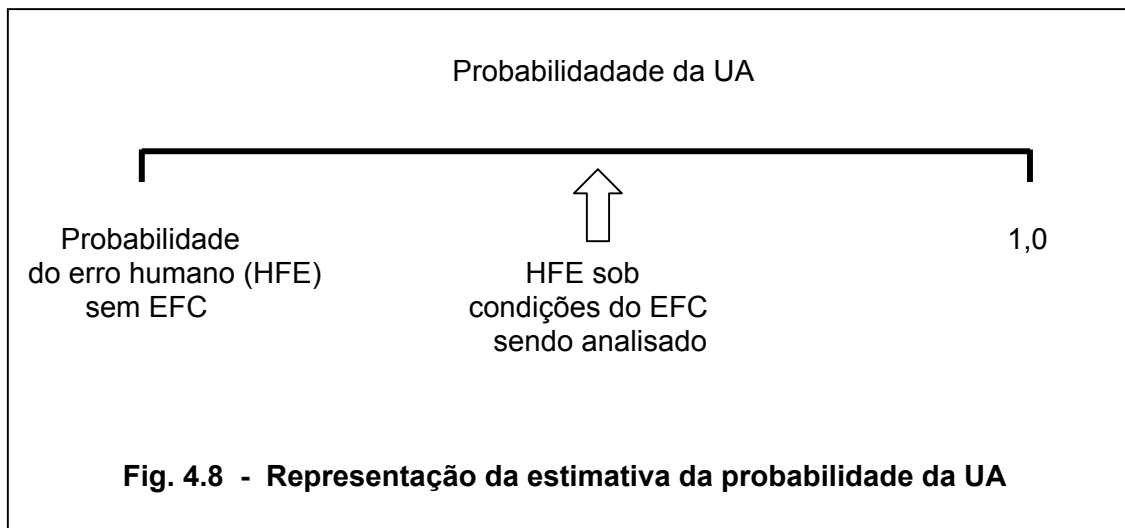 Probabilidadade da UA
Probabilidade
do erro humano (HFE)
sem EFC
HFE sob
condições do EFC
sendo analisado
1,0
Fig. 4.8 - Representação da estimativa da probabilidade da UA